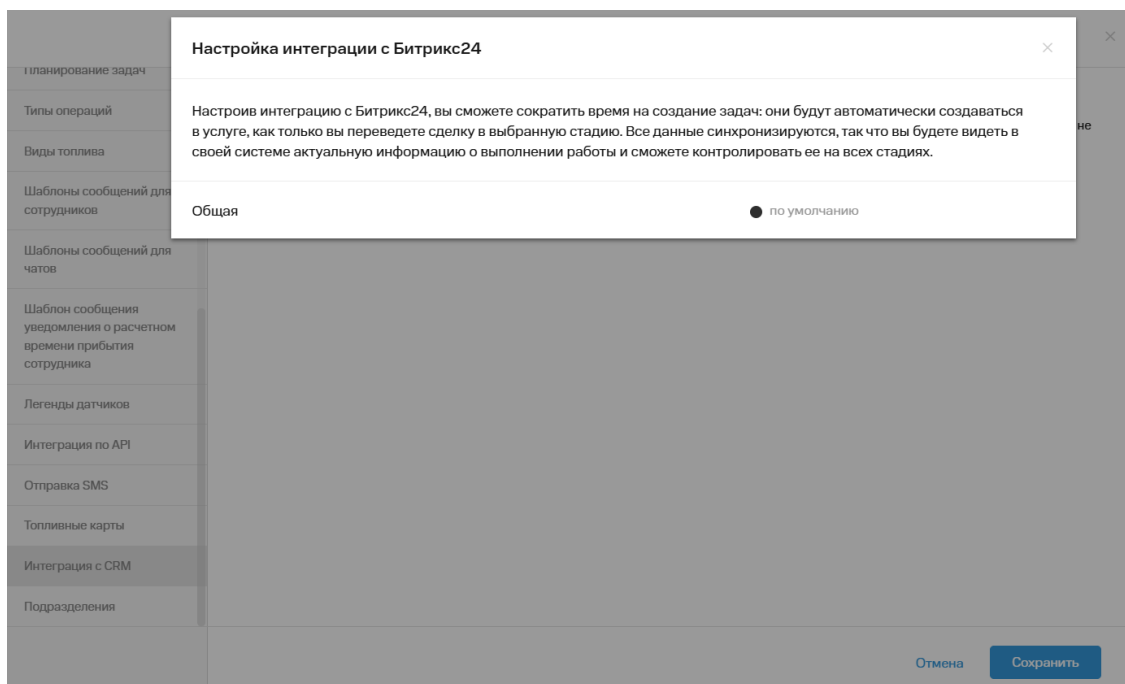 Настройка интеграции с Битрикс24
Планирование задач
Настроив интеграцию с Битрикс24, вы сможете сократить время на создание задач: они будут автоматически создаваться
в услуге, как только вы переведете сделку в выбранную стадию. Все данные синхронизируются, так что вы будете видеть в
своей системе актуальную информацию о выполнении работы и сможете контролировать ее на всех стадиях.
Общая
по умолчанию
не
Типы операций
Виды топлива
Шаблоны сообщений для
сотрудников
Шаблоны сообщений для
чатов
Шаблон сообщения
уведомления о расчетном
времени прибытия
сотрудника
Легенды датчиков
Интеграция по API
Отправка SMS
Топливные карты
Интеграция с CRM
Подразделения
Отмена
Сохранить